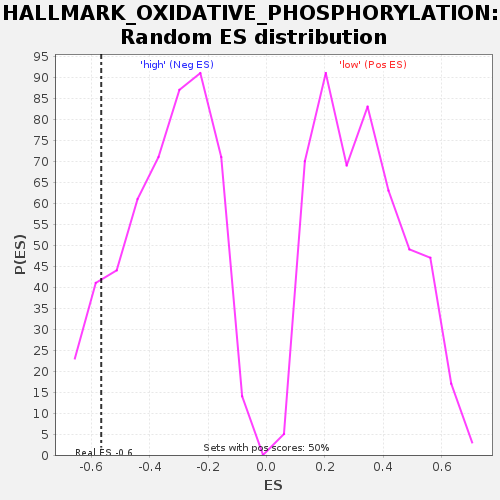 HALLMARK_OXIDATIVE_PHOSPHORYLATION:
Random ES distribution
'high' (Neg ES)
'low' (Pos ES)
95
90
85
80
75
70
65
60
55
50
45
40
35
30
25
20
15
10
5
0
P(ES)
Real ES -0.6
Sets with pos scores: 50%
-0.6 -0.4 -0.2 0.0 0.2 0.4 0.6
ES